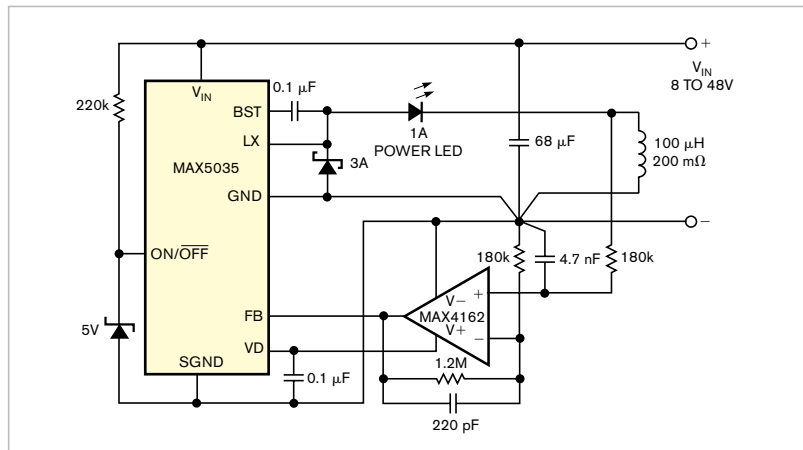 +
V_IN
8 TO 48V
220k
V_IN
0.1 µF
BST
LX
1A
POWER LED
68 µF
100 µH
200 mΩ
MAX5035
3A
GND
−
180k
4.7 nF
180k
ON/OFF
V−
+
MAX4162
V+
−
FB
5V
VD
SGND
0.1 µF
1.2M
220 pF